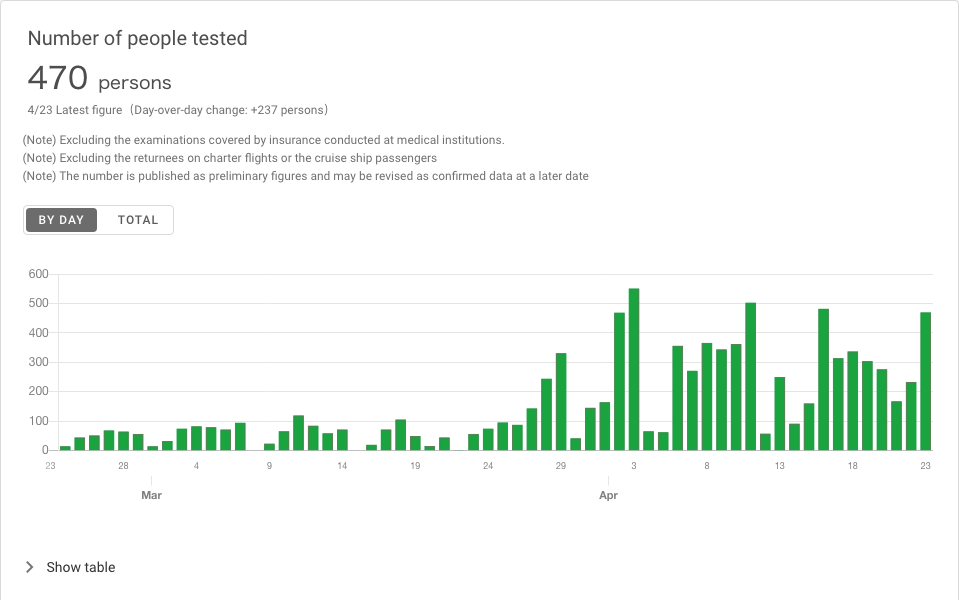 Number of people tested
470 persons
4/23 Latest figure (Day-over-day change: +237 persons)
(Note) Excluding the examinations covered by insurance conducted at medical institutions.
(Note) Excluding the returnees on charter flights or the cruise ship passengers
(Note) The number is published as preliminary figures and may be revised as confirmed data at a later date
BY DAY TOTAL
600
500
400
300
200
100
0
23 28 4 9 14 19 24 29 3 8 13 18 23
Mar Apr
Show table